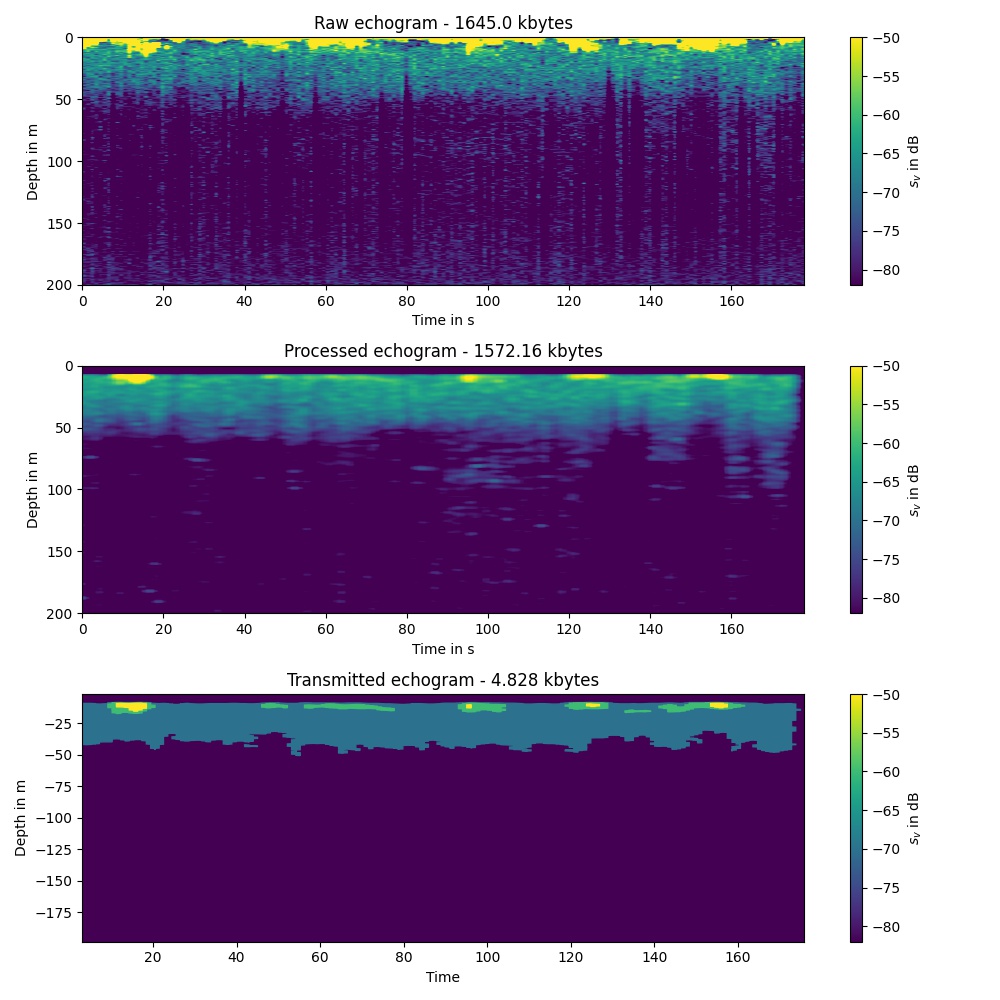 Raw echogram - 1645.0 kbytes
0
50
100
150
200
Depth in m
0 20 40 60 80 100 120 140 160
Time in s
−50
−55
−60
−65
−70
−75
−80
sv in dB
Processed echogram - 1572.16 kbytes
0
50
100
150
200
Depth in m
0 20 40 60 80 100 120 140 160
Time in s
−50
−55
−60
−65
−70
−75
−80
sv in dB
Transmitted echogram - 4.828 kbytes
−25
−50
−75
−100
−125
−150
−175
Depth in m
20 40 60 80 100 120 140 160
Time
−50
−55
−60
−65
−70
−75
−80
sv in dB